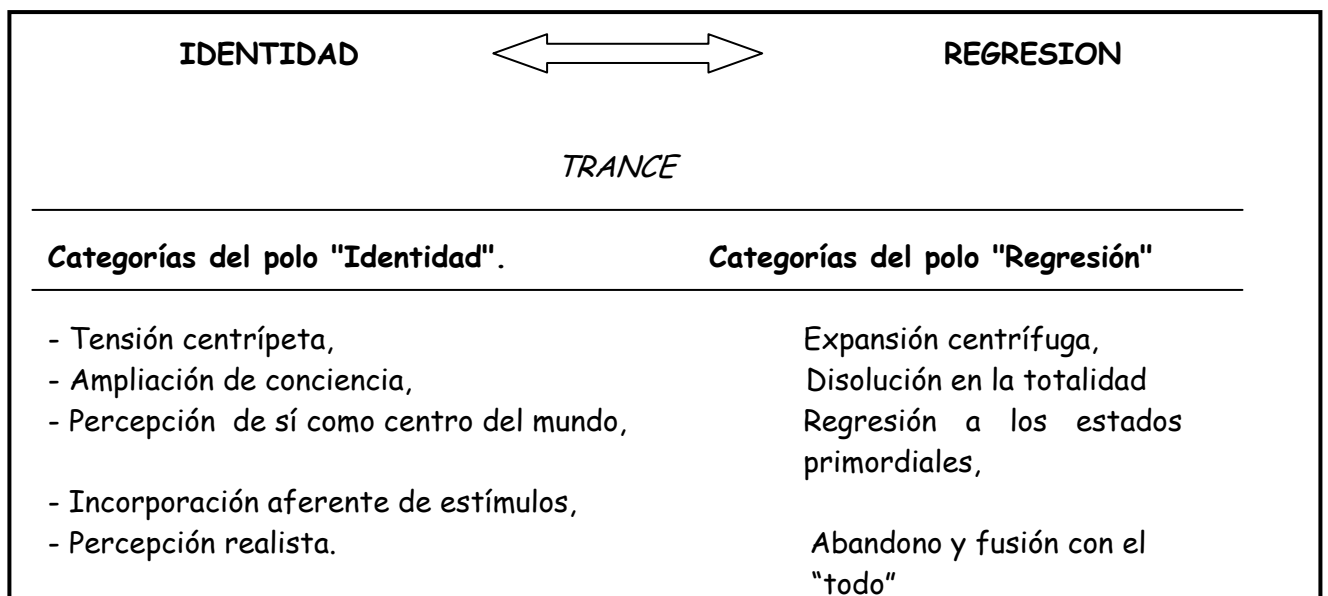 IDENTIDAD REGRESION
TRANCE
Categorías del polo "Identidad". Categorías del polo "Regresión"
- Tensión centrípeta, Expansión centrífuga,
- Ampliación de conciencia, Disolución en la totalidad
- Percepción de sí como centro del mundo, Regresión a los estados
primordiales,
- Incorporación aferente de estímulos,
- Percepción realista. Abandono y fusión con el
“todo”